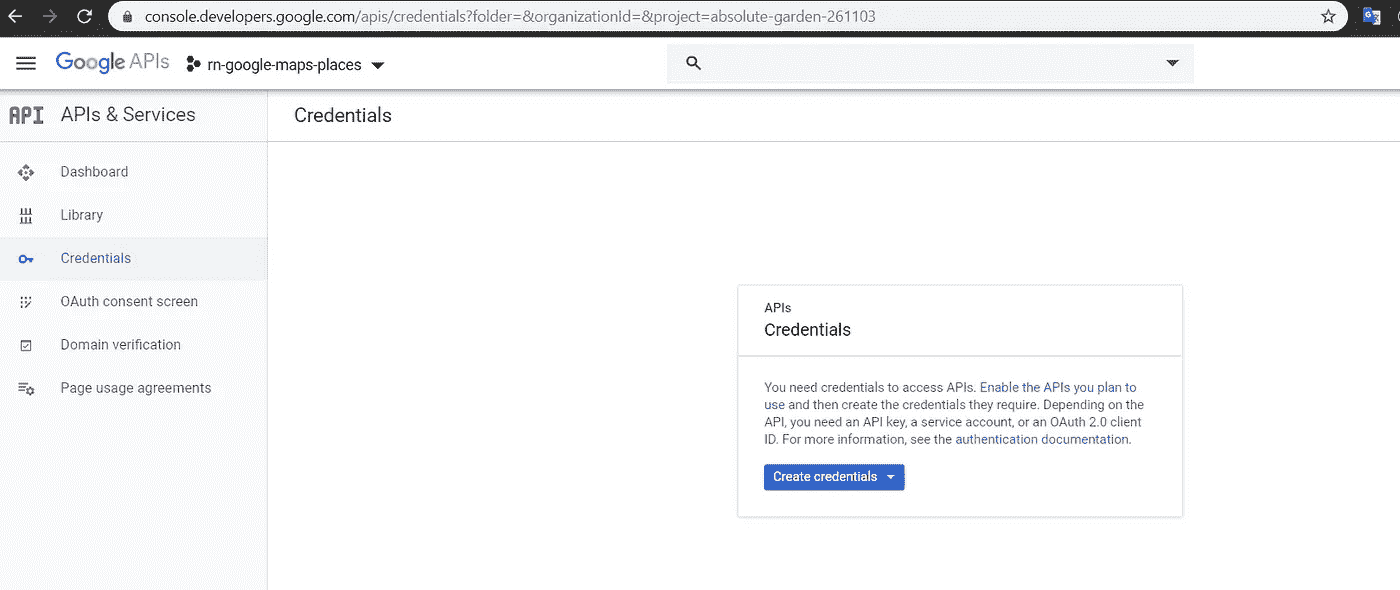 console.developers.google.com/apis/credentials?folder=&organizationId=&project=absolute-garden-261103
Google APIs rn-google-maps-places
API APIs & Services
Credentials
Dashboard
Library
Credentials
OAuth consent screen
Domain verification
Page usage agreements
APIs
Credentials
You need credentials to access APIs. Enable the APIs you plan to
use and then create the credentials they require. Depending on the
API, you need an API key, a service account, or an OAuth 2.0 client
ID. For more information, see the authentication documentation.
Create credentials